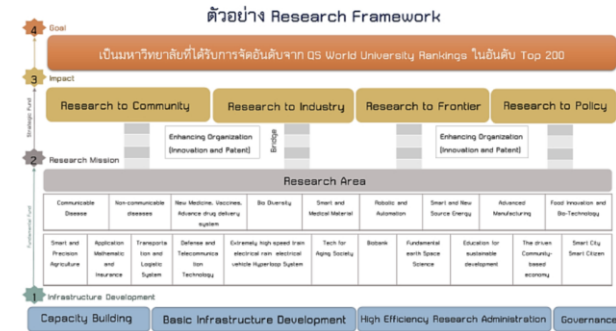 ตัวอย่าง Research Framework
4 Goal
เป็นมหาวิทยาลัยที่ได้รับการจัดอันดับจาก QS World University Rankings ในอันดับ Top 200
3 Impact
Research to Community
Research to Industry
Research to Frontier
Research to Policy
Strategic Fund
Enhancing Organization
(Innovation and Patent)
Bridge
Enhancing Organization
(Innovation and Patent)
2 Research Mission
Research Area
Fundamental Fund
Communicable
Disease
Non-communicable
diseases
New Medicine, Vaccines,
Advance drug delivery
system
Bio Diversity
Smart and
Medical Material
Robotic and
Automation
Smart and New
Source Energy
Advanced
Manufacturing
Food Innovation and
Bio-Technology
Smart and
Precision
Agriculture
Application
Mathematic
and
Insurance
Transporta
tion and
Logistic
System
Defense and
Telecommunica
tion
Technology
Extremely high speed train
electrical rain electrical
vehicle Hyperloop System
Tech for
Aging Society
Biobank
Fundamental
earth Space
Science
Education for
sustainable
development
The driven
Community-
based
economy
Smart City
Smart Citizen
1 Infrastructure Development
Capacity Building
Basic Infrastructure Development
High Efficiency Research Administration
Governance